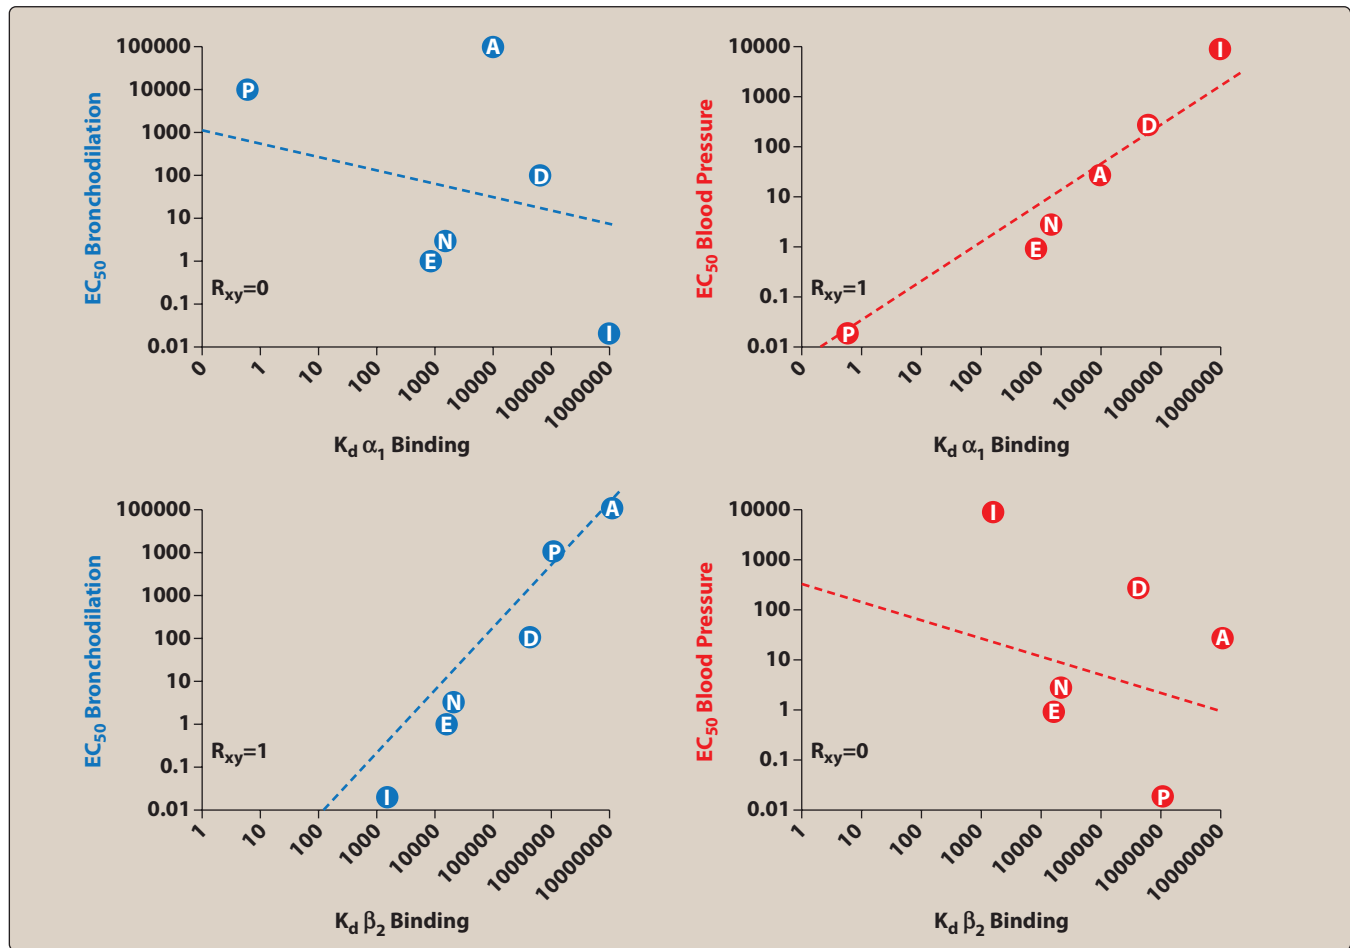 100000
10000
1000
100
10
1
0.1
0.01
EC50 Bronchodilation
A
P
D
N
E
I
Rxy=0
0 1 10 100 1000 10000 100000 1000000
Kd α1 Binding
10000
1000
100
10
1
0.1
0.01
EC50 Blood Pressure
I
D
A
N
E
P
Rxy=1
0 1 10 100 1000 10000 100000 1000000
Kd α1 Binding
100000
10000
1000
100
10
1
0.1
0.01
EC50 Bronchodilation
A
P
D
N
E
I
Rxy=1
1 10 100 1000 10000 100000 1000000 10000000
Kd β2 Binding
10000
1000
100
10
1
0.1
0.01
EC50 Blood Pressure
I
D
A
N
E
P
Rxy=0
1 10 100 1000 10000 100000 1000000 10000000
Kd β2 Binding